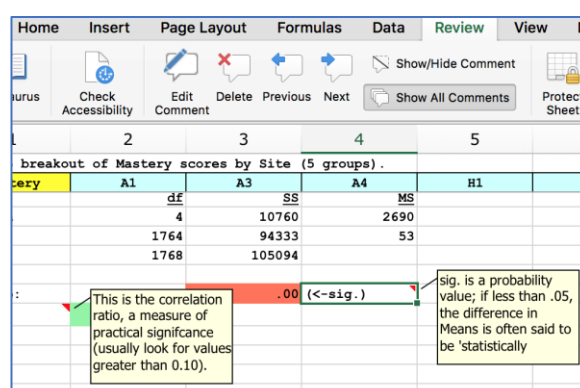 Home Insert Page Layout Formulas Data Review View
aurus Check Accessibility Edit Comment Delete Previous Next Show/Hide Comment Show All Comments Protec Sheet
2 3 4 5
breakout of Mastery scores by Site (5 groups).
tery A1 A3 A4 H1
df SS MS
4 10760 2690
1764 94333 53
1768 105094
: .00 (<-sig.)
This is the correlation
ratio, a measure of
practical signifcance
(usually look for values
greater than 0.10).
sig. is a probability
value; if less than .05,
the difference in
Means is often said to
be 'statistically